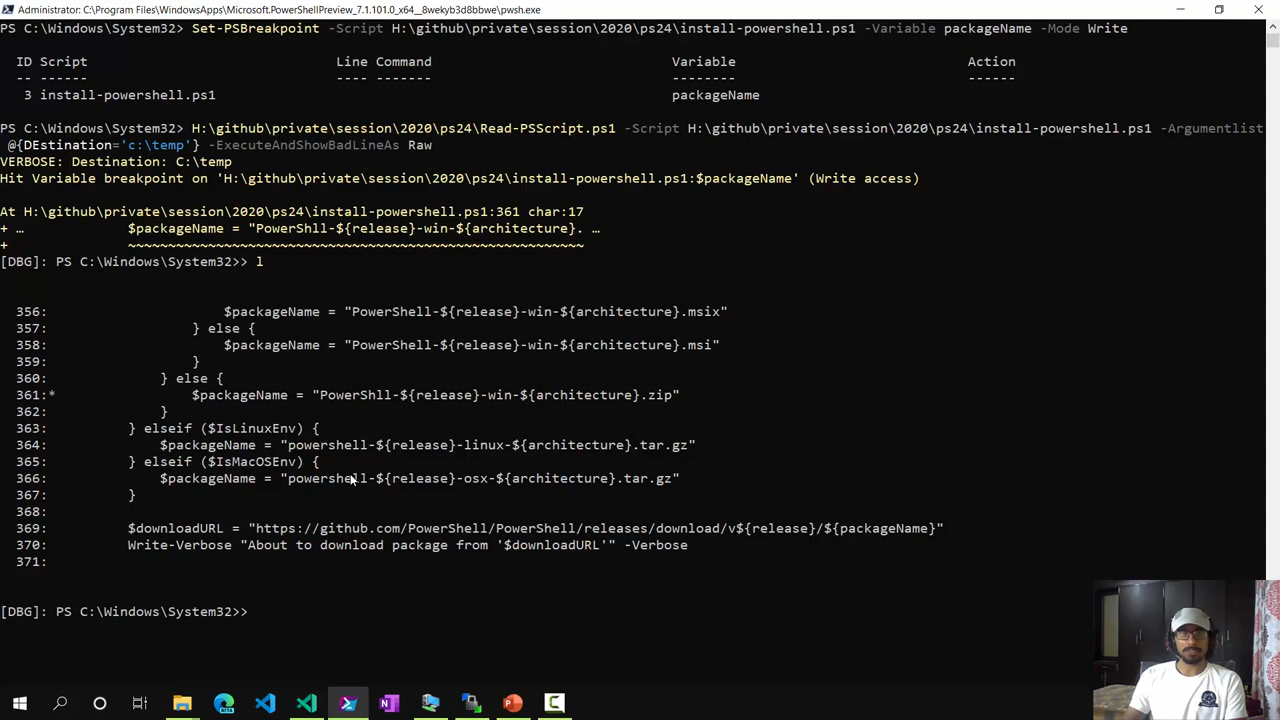 Administrator: C:\Program Files\WindowsApps\Microsoft.PowerShellPreview_7.1.101.0_x64__8wekyb3d8bbwe\pwsh.exe
PS C:\Windows\System32> Set-PSBreakpoint -Script H:\github\private\session\2020\ps24\install-powershell.ps1 -Variable packageName -Mode Write
ID Script Line Command Variable Action
-- ------ ---- ------- -------- ------
3 install-powershell.ps1 packageName
PS C:\Windows\System32> H:\github\private\session\2020\ps24\Read-PSScript.ps1 -Script H:\github\private\session\2020\ps24\install-powershell.ps1 -Argumentlist
@{DEstination='c:\temp'} -ExecuteAndShowBadLineAs Raw
VERBOSE: Destination: C:\temp
Hit Variable breakpoint on 'H:\github\private\session\2020\ps24\install-powershell.ps1:$packageName' (Write access)
At H:\github\private\session\2020\ps24\install-powershell.ps1:361 char:17
+ … $packageName = "PowerShll-${release}-win-${architecture}. …
+ ~~~~~~~~~~~~~~~~~~~~~~~~~~~~~~~~~~~~~~~~~~~~~~~~~~~~~~~~~
[DBG]: PS C:\Windows\System32>> l
356: $packageName = "PowerShell-${release}-win-${architecture}.msix"
357: } else {
358: $packageName = "PowerShell-${release}-win-${architecture}.msi"
359: }
360: } else {
361:* $packageName = "PowerShll-${release}-win-${architecture}.zip"
362: }
363: } elseif ($IsLinuxEnv) {
364: $packageName = "powershell-${release}-linux-${architecture}.tar.gz"
365: } elseif ($IsMacOSEnv) {
366: $packageName = "powershell-${release}-osx-${architecture}.tar.gz"
367: }
368:
369: $downloadURL = "https://github.com/PowerShell/PowerShell/releases/download/v${release}/${packageName}"
370: Write-Verbose "About to download package from '$downloadURL'" -Verbose
371:
[DBG]: PS C:\Windows\System32>>